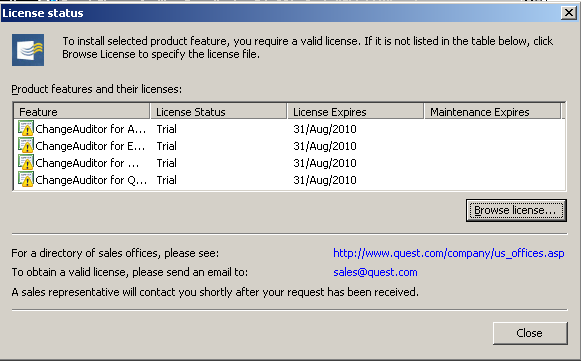 License status
To install selected product feature, you require a valid license. If it is not listed in the table below, click
Browse License to specify the license file.
Product features and their licenses:
Feature License Status License Expires Maintenance Expires
ChangeAuditor for A... Trial 31/Aug/2010
ChangeAuditor for E... Trial 31/Aug/2010
ChangeAuditor for ... Trial 31/Aug/2010
ChangeAuditor for Q... Trial 31/Aug/2010
Browse license...
For a directory of sales offices, please see: http://www.quest.com/company/us_offices.asp
To obtain a valid license, please send an email to: sales@quest.com
A sales representative will contact you shortly after your request has been received.
Close